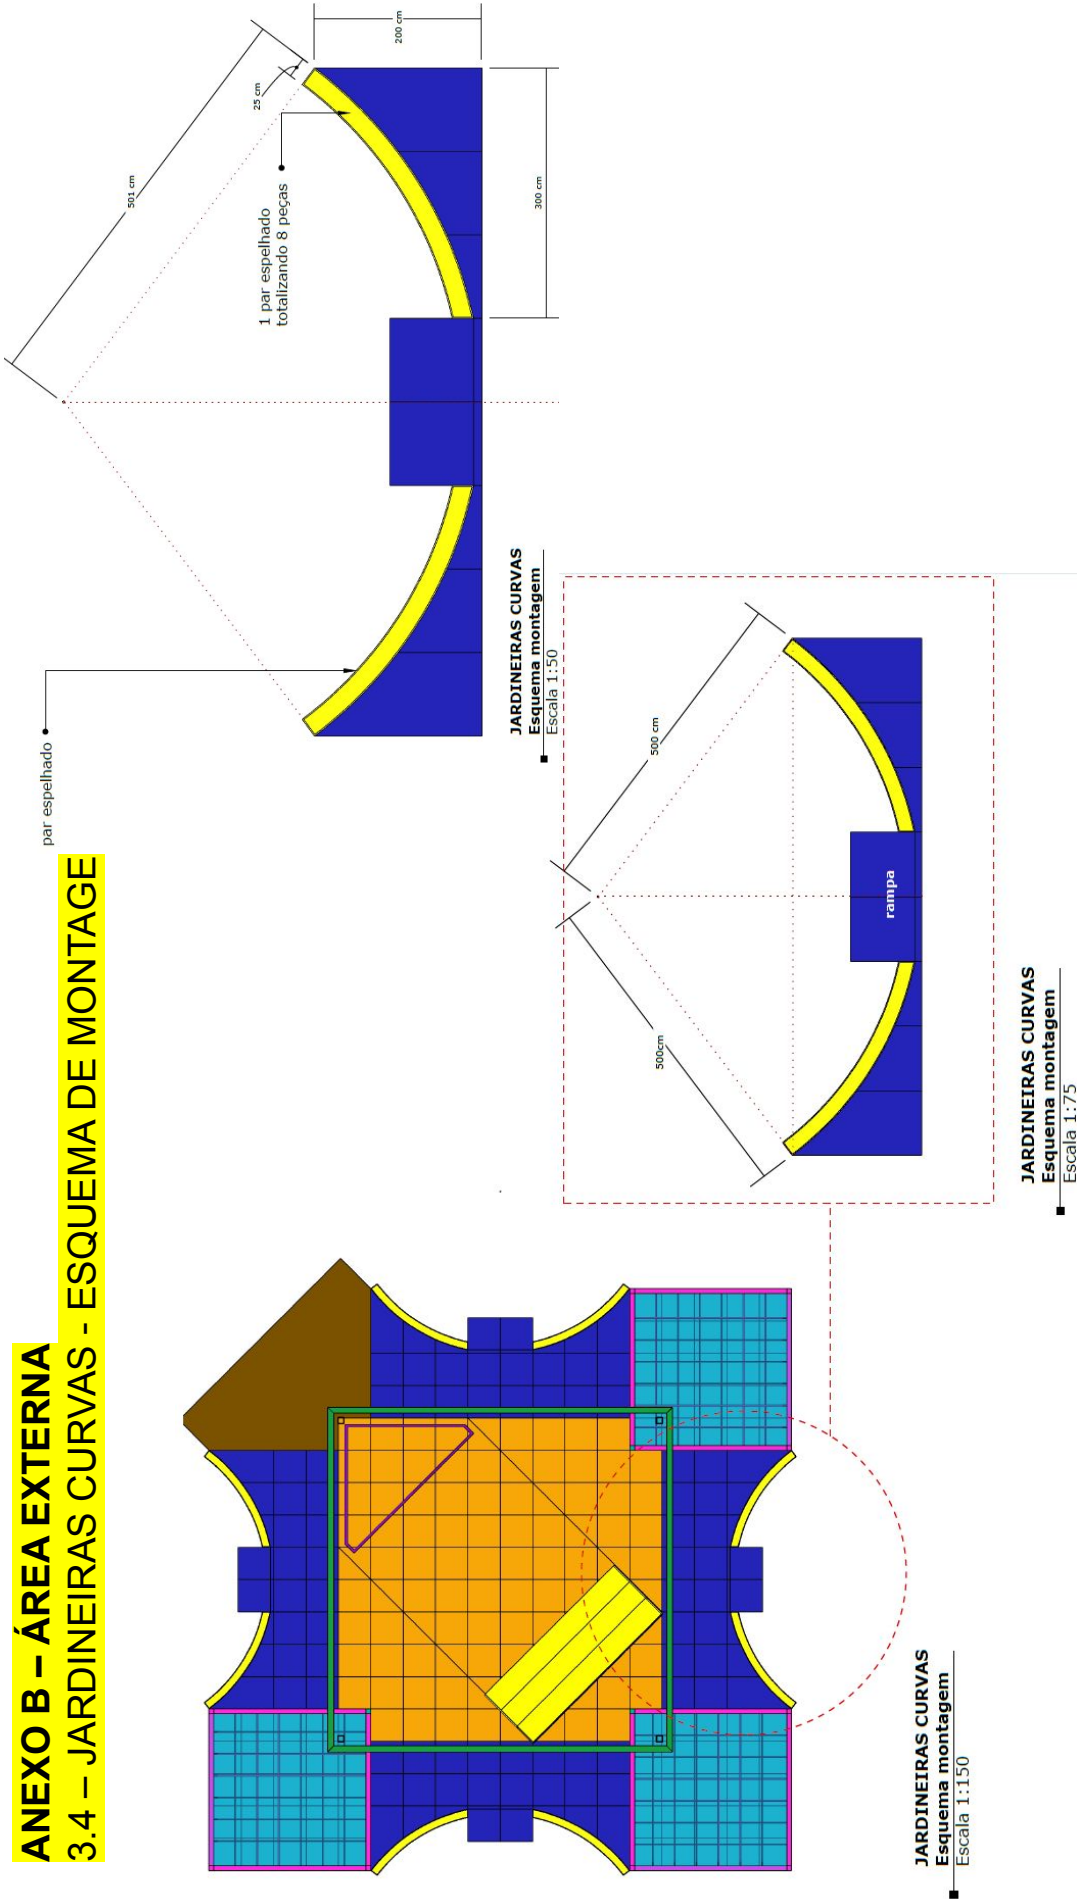 ANEXO B – ÁREA EXTERNA
3.4 – JARDINEIRAS CURVAS - ESQUEMA DE MONTAGE
par espelhado
1 par espelhado
totalizando 8 peças
501 cm
25 cm
200 cm
300 cm
JARDINEIRAS CURVAS
Esquema montagem
Escala 1:50
500cm
500 cm
rampa
JARDINEIRAS CURVAS
Esquema montagem
Escala 1:75
JARDINEIRAS CURVAS
Esquema montagem
Escala 1:150